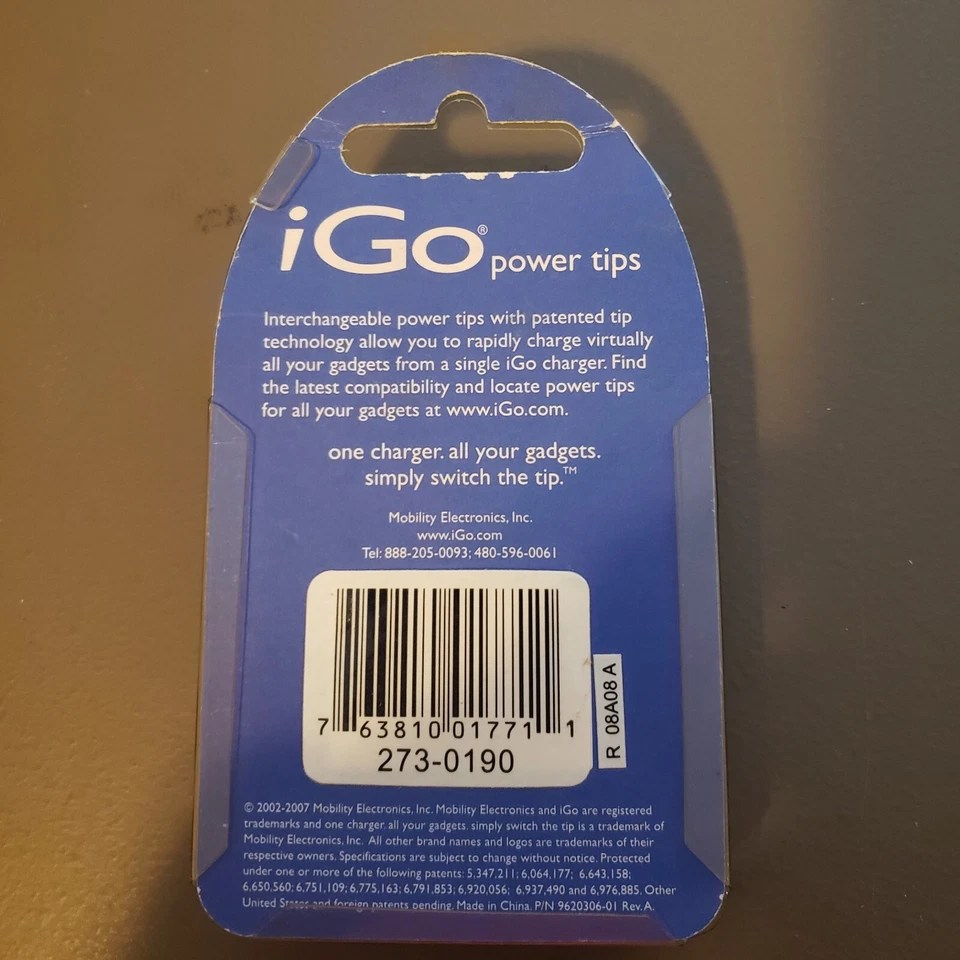 iGo® power tips
Interchangeable power tips with patented tip
technology allow you to rapidly charge virtually
all your gadgets from a single iGo charger. Find
the latest compatibility and locate power tips
for all your gadgets at www.iGo.com.
one charger. all your gadgets.
simply switch the tip.™
Mobility Electronics, Inc.
www.iGo.com
Tel: 888-205-0093; 480-596-0061
7 63810 01771 1
273-0190
R 08A08 A
© 2002-2007 Mobility Electronics, Inc. Mobility Electronics and iGo are registered
trademarks and one charger. all your gadgets. simply switch the tip is a trademark of
Mobility Electronics, Inc. All other brand names and logos are trademarks of their
respective owners. Specifications are subject to change without notice. Protected
under one or more of the following patents: 5,347,211; 6,064,177; 6,643,158;
6,650,560; 6,751,109; 6,775,163; 6,791,853; 6,920,056; 6,937,490 and 6,976,885. Other
United States and foreign patents pending. Made in China. P/N 9620306-01 Rev. A.